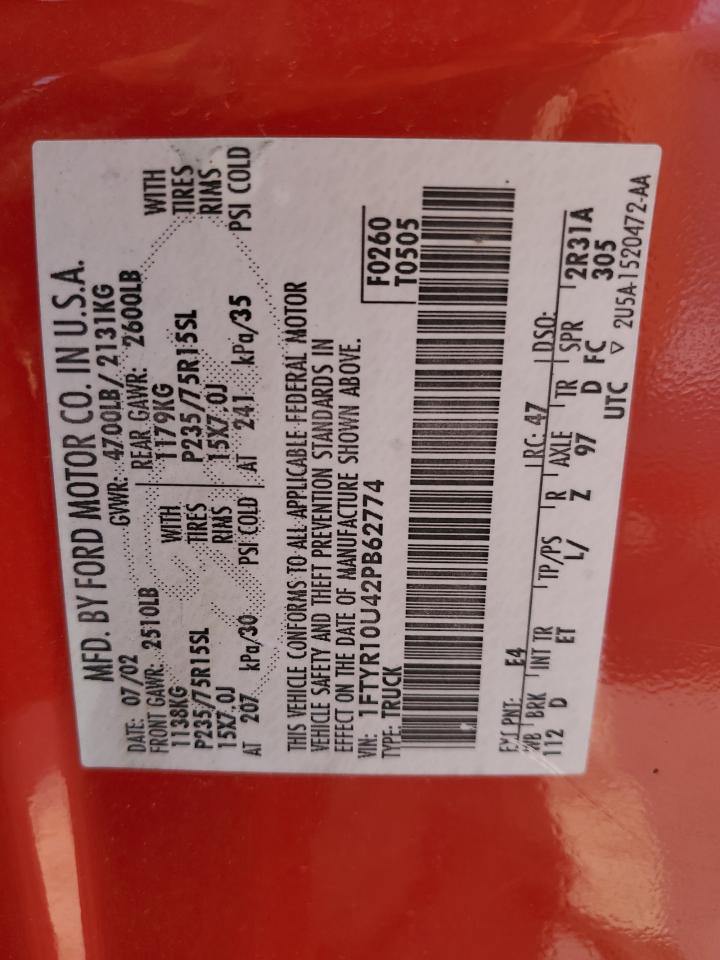 MFD. BY FORD MOTOR CO. IN U.S.A.
DATE: 07/02 GVWR: 4700LB/ 2131KG
FRONT GAWR: 2510LB REAR GAWR: 2600LB
1138KG WITH 1179KG WITH
P235/75R15SL TIRES P235/75R15SL TIRES
15X7.0J RIMS 15X7.0J RIMS
AT 207 kPa/30 PSI COLD AT 241 kPa/35 PSI COLD
THIS VEHICLE CONFORMS TO ALL APPLICABLE FEDERAL MOTOR
VEHICLE SAFETY AND THEFT PREVENTION STANDARDS IN
EFFECT ON THE DATE OF MANUFACTURE SHOWN ABOVE.
VIN: 1FTYR10U42PB62774 F0260
TYPE: TRUCK T0505
EXT PNT: E4 RC: 47 DSO:
WB BRK INT TR TP/PS R AXLE TR SPR 2R31A
112 D ET L/ Z 97 D FC 305
UTC ▽ 2U5A-1520472-AA